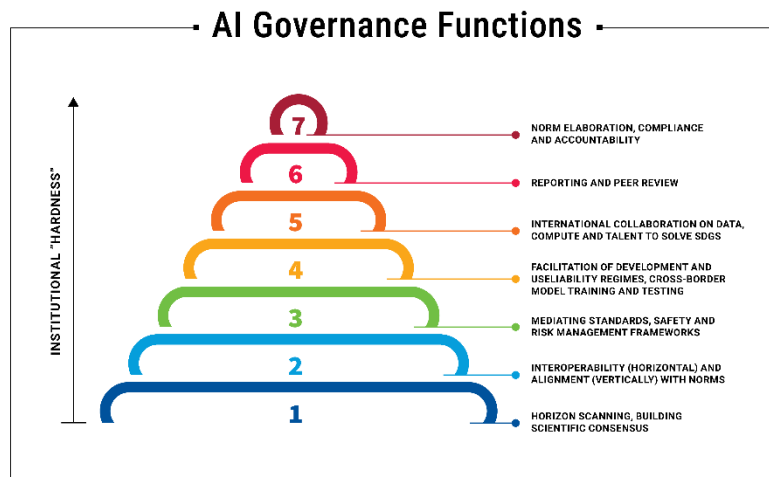 AI Governance Functions
INSTITUTIONAL "HARDNESS"
7
NORM ELABORATION, COMPLIANCE
AND ACCOUNTABILITY
6
REPORTING AND PEER REVIEW
5
INTERNATIONAL COLLABORATION ON DATA,
COMPUTE AND TALENT TO SOLVE SDGS
4
FACILITATION OF DEVELOPMENT AND
USELIABILITY REGIMES, CROSS-BORDER
MODEL TRAINING AND TESTING
3
MEDIATING STANDARDS, SAFETY AND
RISK MANAGEMENT FRAMEWORKS
2
INTEROPERABILITY (HORIZONTAL) AND
ALIGNMENT (VERTICALLY) WITH NORMS
1
HORIZON SCANNING, BUILDING
SCIENTIFIC CONSENSUS